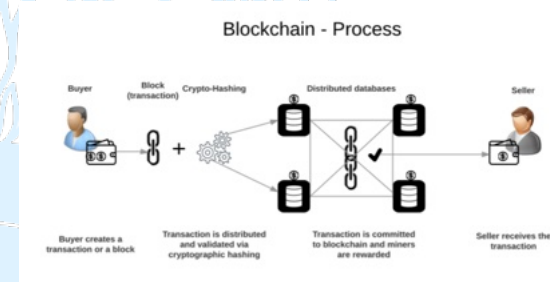 Blockchain - Process
Buyer
Block
(transaction)
Crypto-Hashing
Distributed databases
Seller
Buyer creates a
transaction or a block
Transaction is distributed
and validated via
cryptographic hashing
Transaction is committed
to blockchain and miners
are rewarded
Seller receives the
transaction